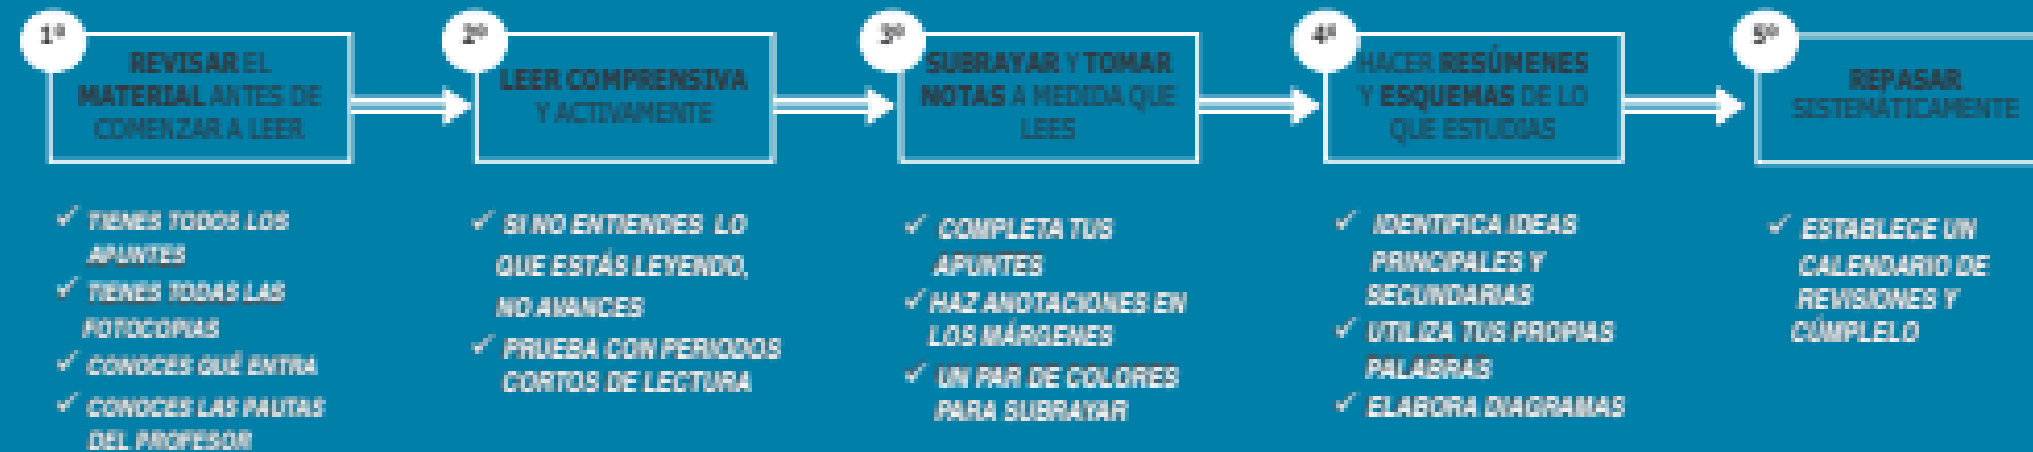 1º
REVISAR EL
MATERIAL ANTES DE
COMENZAR A LEER
✓ TIENES TODOS LOS
APUNTES
✓ TIENES TODAS LAS
FOTOCOPIAS
✓ CONOCES QUÉ ENTRA
✓ CONOCES LAS PAUTAS
DEL PROFESOR
2º
LEER COMPRENSIVA
Y ACTIVAMENTE
✓ SI NO ENTIENDES LO
QUE ESTÁS LEYENDO,
NO AVANCES
✓ PRUEBA CON PERIODOS
CORTOS DE LECTURA
3º
SUBRAYAR Y TOMAR
NOTAS A MEDIDA QUE
LEES
✓ COMPLETA TUS
APUNTES
✓ HAZ ANOTACIONES EN
LOS MÁRGENES
✓ UN PAR DE COLORES
PARA SUBRAYAR
4º
HACER RESÚMENES
Y ESQUEMAS DE LO
QUE ESTUDIAS
✓ IDENTIFICA IDEAS
PRINCIPALES Y
SECUNDARIAS
✓ UTILIZA TUS PROPIAS
PALABRAS
✓ ELABORA DIAGRAMAS
5º
REPASAR
SISTEMÁTICAMENTE
✓ ESTABLECE UN
CALENDARIO DE
REVISIONES Y
CÚMPLELO